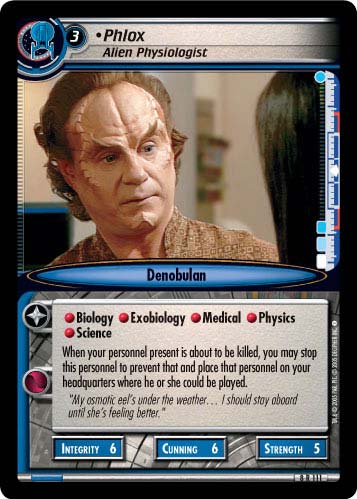 3
•Phlox
Alien Physiologist
Denobulan
Biology Exobiology Medical Physics
Science
When your personnel present is about to be killed, you may stop
this personnel to prevent that and place that personnel on your
headquarters where he or she could be played.
"My osmotic eel's under the weather… I should stay aboard
until she's feeling better."
INTEGRITY 6 CUNNING 6 STRENGTH 5
8 R 111